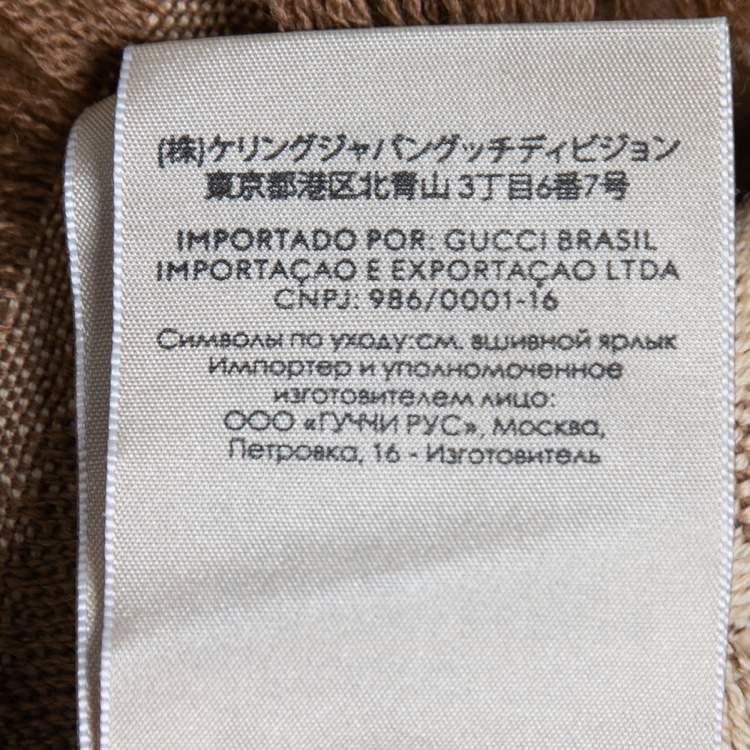 (株)ケリングジャパングッチディビジョン
東京都港区北青山 3丁目6番7号
IMPORTADO POR: GUCCI BRASIL
IMPORTAÇAO E EXPORTAÇAO LTDA
CNPJ: 986/0001-16
Символы по уходу:см. вшивной ярлык
Импортер и уполномоченное
изготовителем лицо:
ООО «ГУЧЧИ РУС», Москва,
Петровка, 16 - Изготовитель